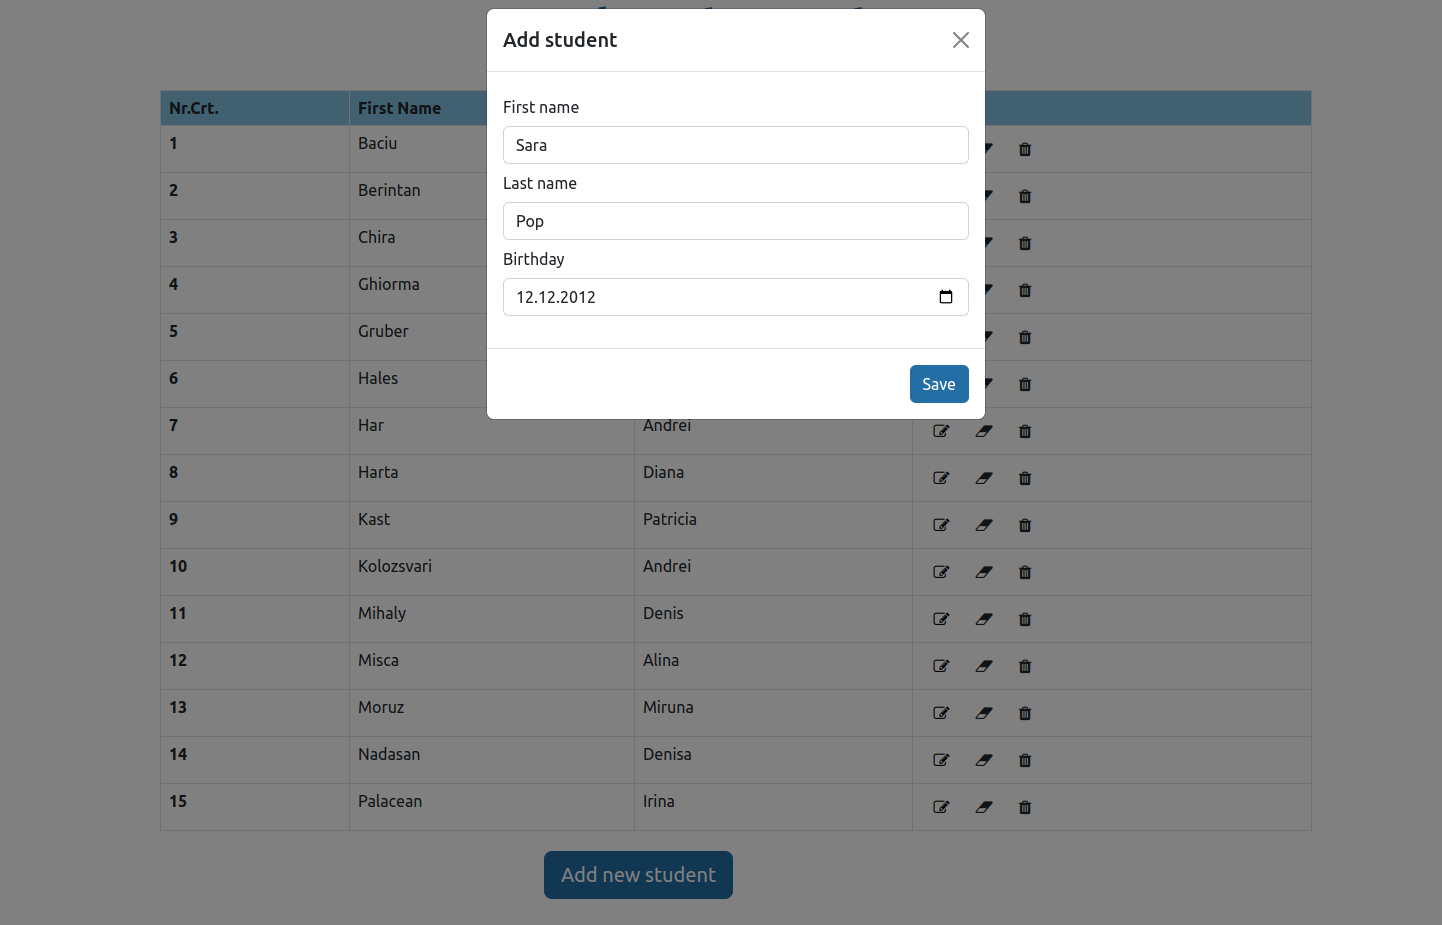 Add student
First name
Sara
Last name
Pop
Birthday
12.12.2012
Save
Nr.Crt. First Name
1 Baciu
2 Berintan
3 Chira
4 Ghiorma
5 Gruber
6 Hales
7 Har Andrei
8 Harta Diana
9 Kast Patricia
10 Kolozsvari Andrei
11 Mihaly Denis
12 Misca Alina
13 Moruz Miruna
14 Nadasan Denisa
15 Palacean Irina
Add new student